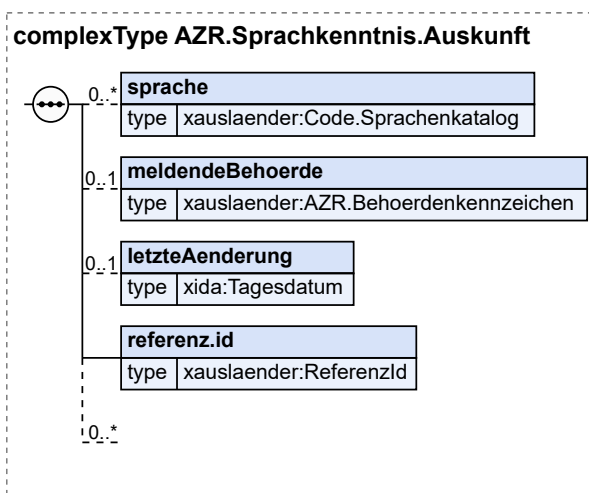 complexType AZR.Sprachkenntnis.Auskunft
0..* sprache
type xauslaender:Code.Sprachenkatalog
0..1 meldendeBehoerde
type xauslaender:AZR.Behoerdenkennzeichen
0..1 letzteAenderung
type xida:Tagesdatum
referenz.id
type xauslaender:ReferenzId
0..*